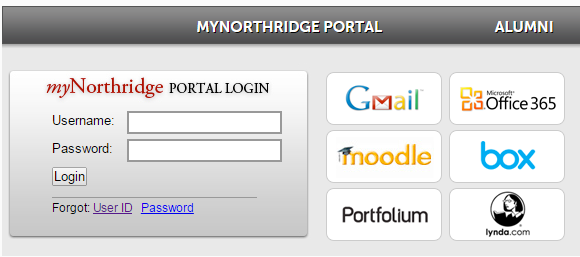 MYNORTHRIDGE PORTAL ALUMNI
myNorthridge PORTAL LOGIN
Username:
Password:
Login
Forgot: User ID Password
Gmail™
Microsoft®
Office 365
moodle
box
Portfolium
lynda.com